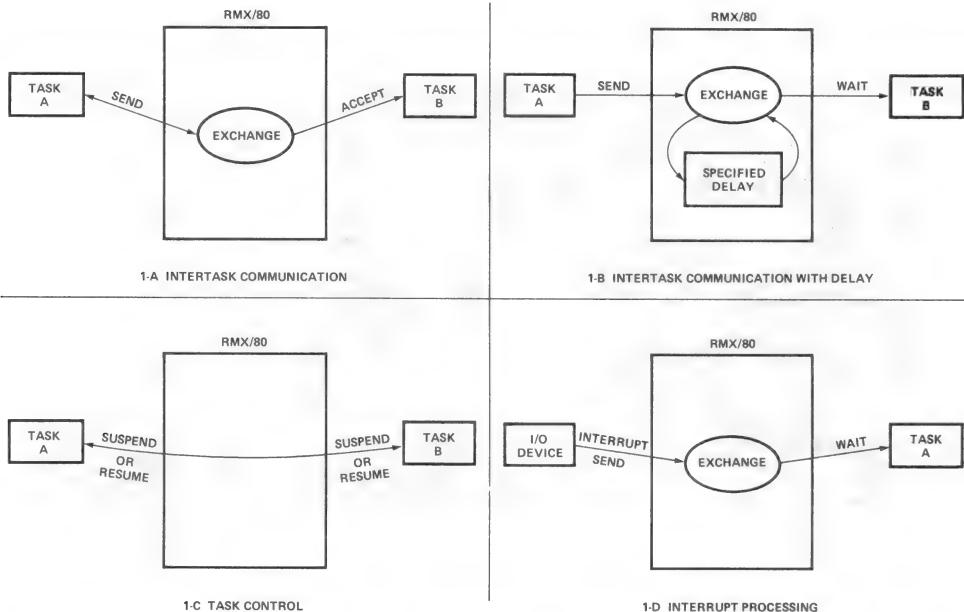 RMX/80
TASK
A
SEND
EXCHANGE
ACCEPT
TASK
B
1-A INTERTASK COMMUNICATION
RMX/80
TASK
A
SEND
EXCHANGE
WAIT
TASK
B
SPECIFIED
DELAY
1-B INTERTASK COMMUNICATION WITH DELAY
RMX/80
TASK
A
SUSPEND
OR
RESUME
SUSPEND
OR
RESUME
TASK
B
1-C TASK CONTROL
RMX/80
I/O
DEVICE
INTERRUPT
SEND
EXCHANGE
WAIT
TASK
A
1-D INTERRUPT PROCESSING